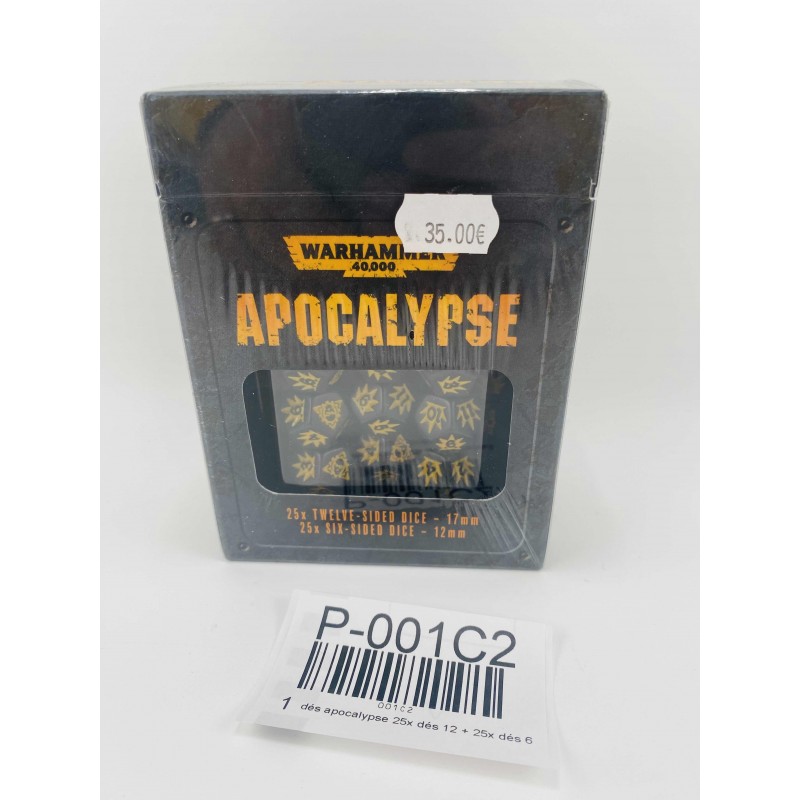 35.00€
WARHAMMER
40,000
APOCALYPSE
25x TWELVE-SIDED DICE - 17mm
25x SIX-SIDED DICE - 12mm
P-001C2
001C2
1 dés apocalypse 25x dés 12 + 25x dés 6